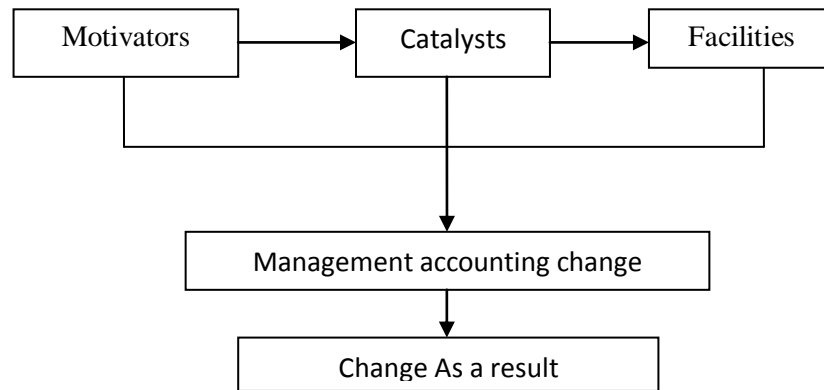 Motivators
Catalysts
Facilities
Management accounting change
Change As a result